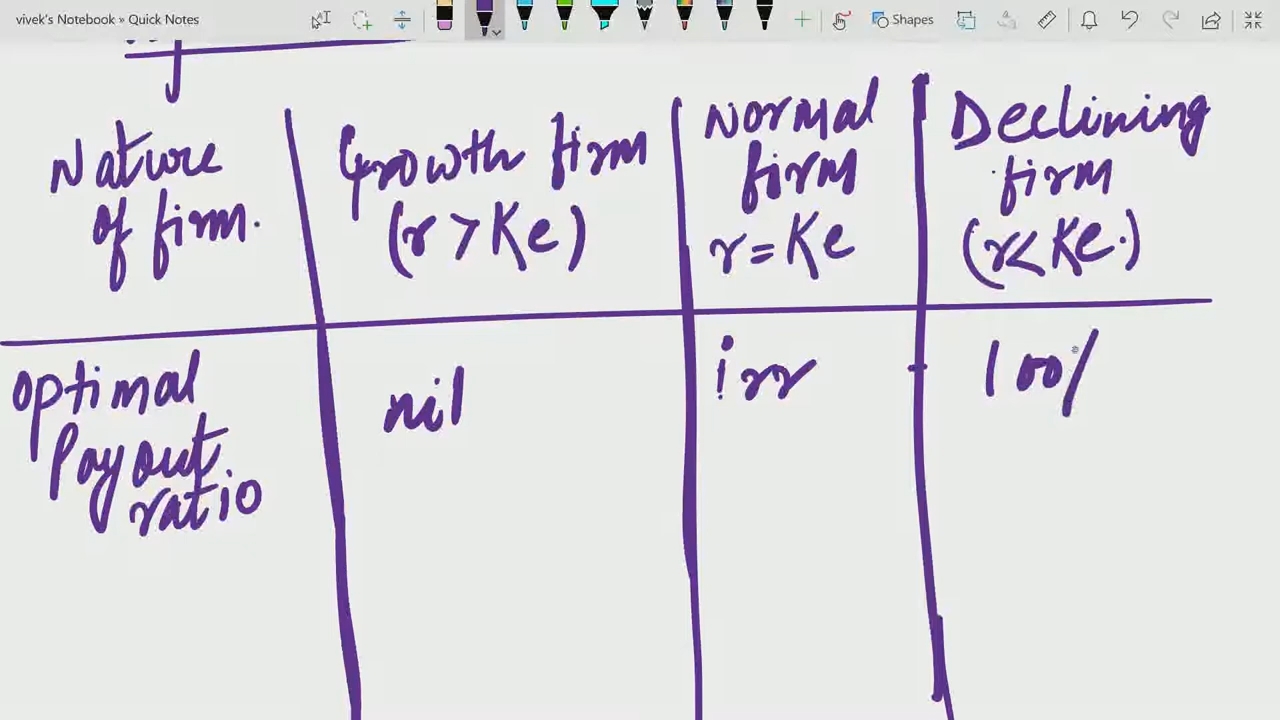 vivek's Notebook » Quick Notes
Shapes
Nature
of firm.
Growth firm
(r > Ke)
Normal
firm
r = Ke
Declining
firm
(r < Ke.)
Optimal
Payout
ratio
nil
irr
100%